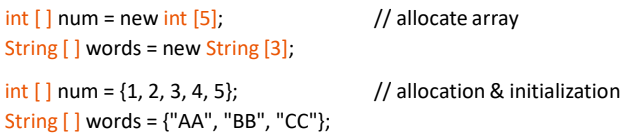 int [ ] num = new int [5]; // allocate array
String [ ] words = new String [3];
int [ ] num = {1, 2, 3, 4, 5}; // allocation & initialization
String [ ] words = {"AA", "BB", "CC"};